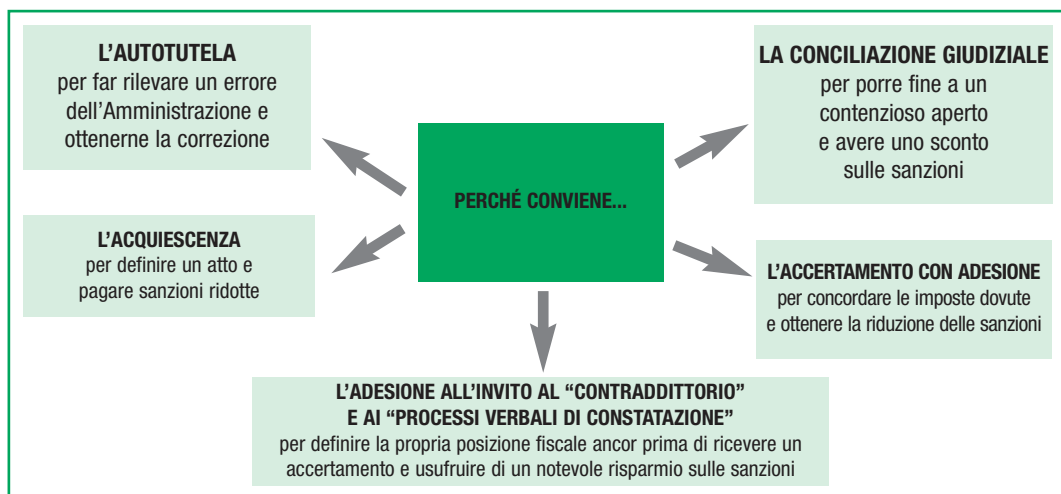 L’AUTOTUTELA
per far rilevare un errore
dell’Amministrazione e
ottenerne la correzione
LA CONCILIAZIONE GIUDIZIALE
per porre fine a un
contenzioso aperto
e avere uno sconto
sulle sanzioni
PERCHÉ CONVIENE...
L’ACQUIESCENZA
per definire un atto e
pagare sanzioni ridotte
L’ACCERTAMENTO CON ADESIONE
per concordare le imposte dovute
e ottenere la riduzione delle sanzioni
L’ADESIONE ALL’INVITO AL “CONTRADDITTORIO”
E AI “PROCESSI VERBALI DI CONSTATAZIONE”
per definire la propria posizione fiscale ancor prima di ricevere un
accertamento e usufruire di un notevole risparmio sulle sanzioni